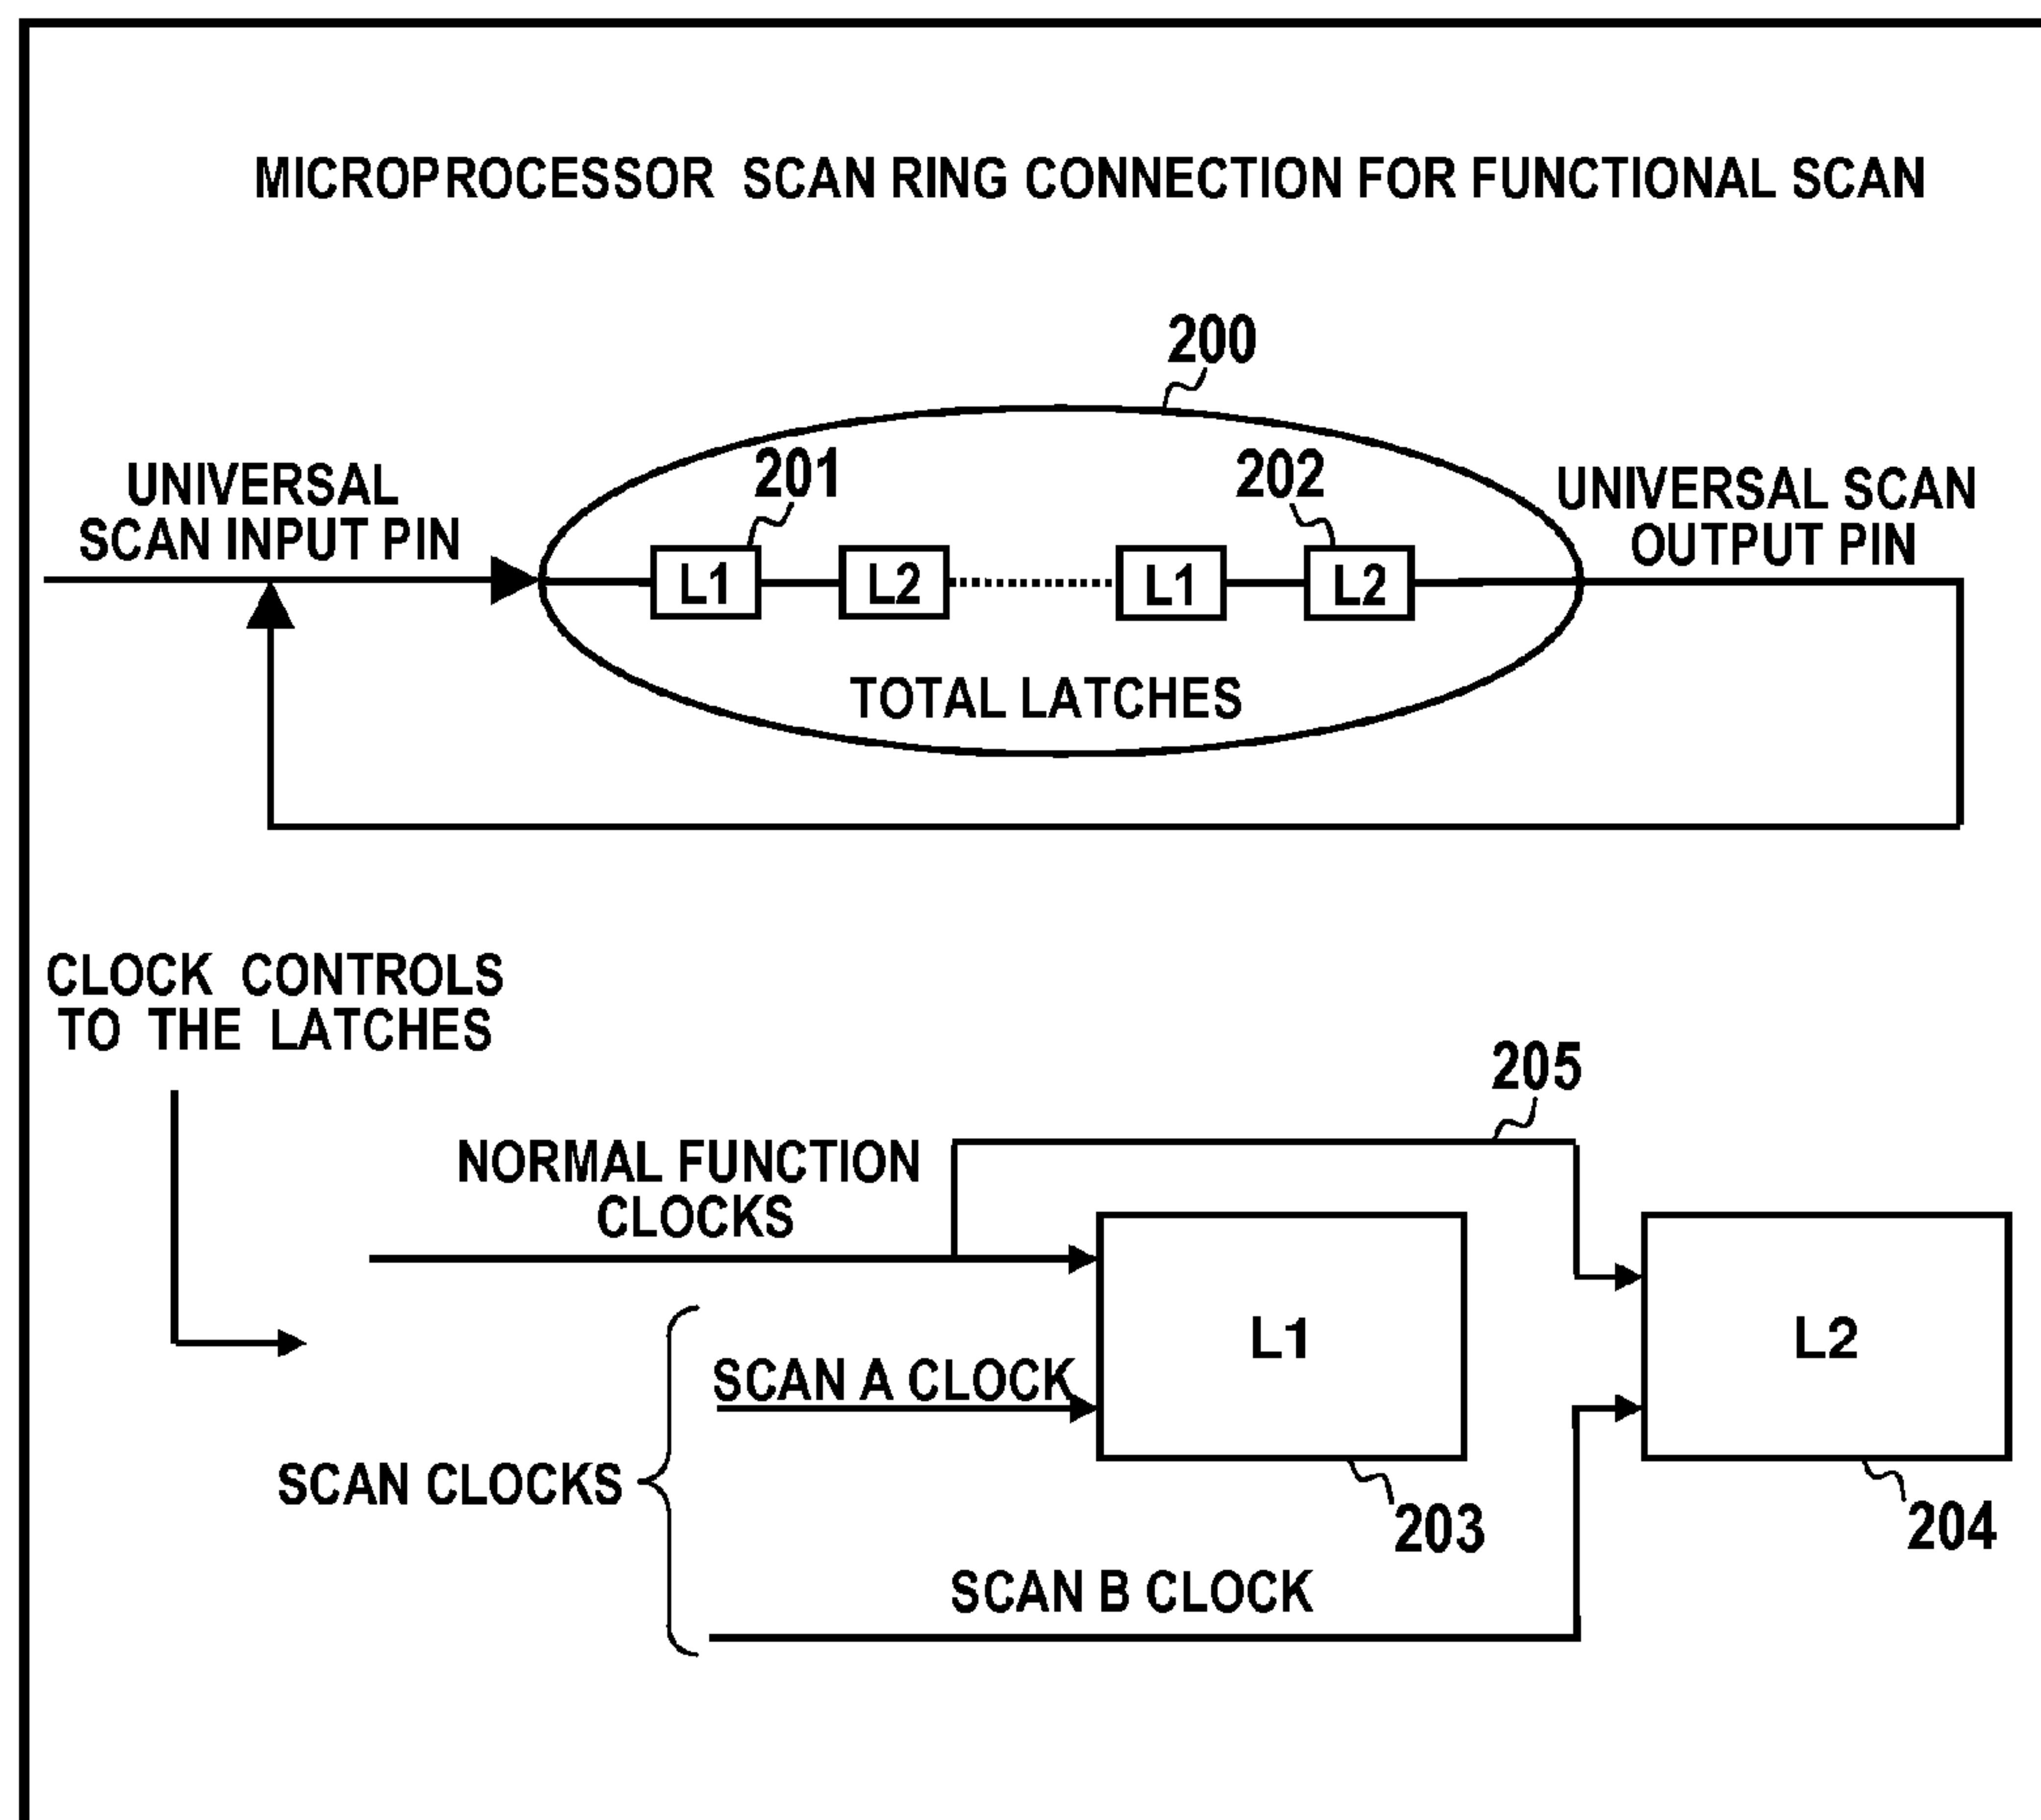 MICROPROCESSOR SCAN RING CONNECTION FOR FUNCTIONAL SCAN
200
201
202
UNIVERSAL
SCAN INPUT PIN
UNIVERSAL SCAN
OUTPUT PIN
L1
L2
L1
L2
TOTAL LATCHES
CLOCK CONTROLS
TO THE LATCHES
205
NORMAL FUNCTION
CLOCKS
L1
L2
SCAN A CLOCK
SCAN CLOCKS
203
204
SCAN B CLOCK